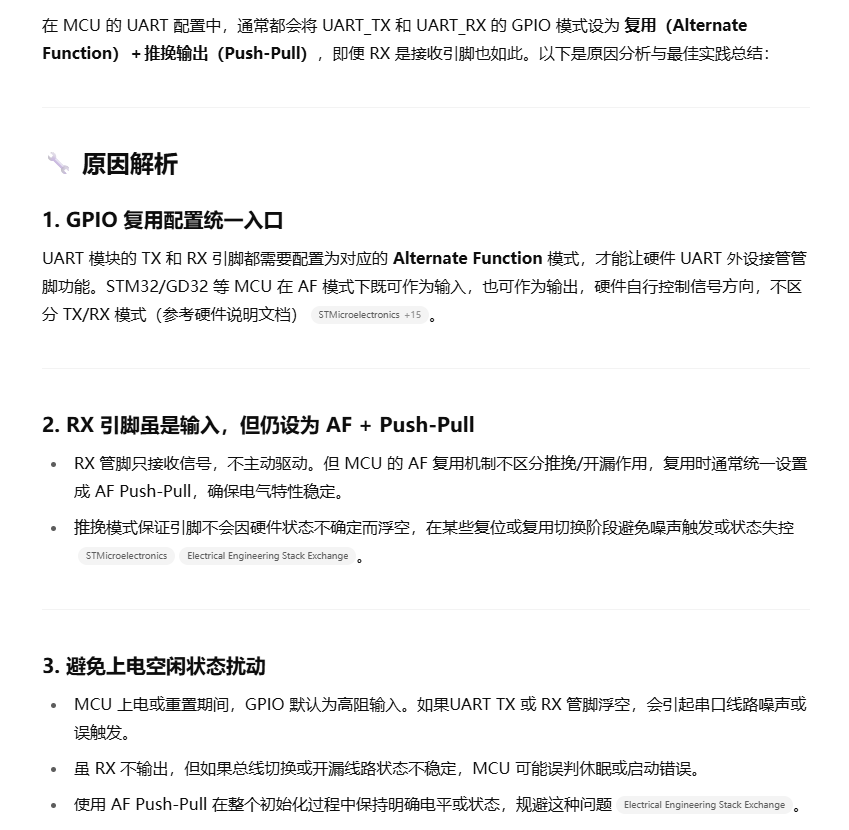 在 MCU 的 UART 配置中，通常都会将 UART_TX 和 UART_RX 的 GPIO 模式设为 复用（Alternate
Function）+ 推挽输出（Push-Pull），即便 RX 是接收引脚也如此。以下是原因分析与最佳实践总结：
🔧 原因解析
1. GPIO 复用配置统一入口
UART 模块的 TX 和 RX 引脚都需要配置为对应的 Alternate Function 模式，才能让硬件 UART 外设接管管
脚功能。STM32/GD32 等 MCU 在 AF 模式下既可作为输入，也可作为输出，硬件自行控制信号方向，不区
分 TX/RX 模式（参考硬件说明文档） STMicroelectronics +15 。
2. RX 引脚虽是输入，但仍设为 AF + Push-Pull
• RX 管脚只接收信号，不主动驱动。但 MCU 的 AF 复用机制不区分推挽/开漏作用，复用时通常统一设置
成 AF Push-Pull，确保电气特性稳定。
• 推挽模式保证引脚不会因硬件状态不确定而浮空，在某些复位或复用切换阶段避免噪声触发或状态失控
STMicroelectronics Electrical Engineering Stack Exchange 。
3. 避免上电空闲状态扰动
• MCU 上电或重置期间，GPIO 默认为高阻输入。如果UART TX 或 RX 管脚浮空，会引起串口线路噪声或
误触发。
• 虽 RX 不输出，但如果总线切换或开漏线路状态不稳定，MCU 可能误判休眠或启动错误。
• 使用 AF Push-Pull 在整个初始化过程中保持明确电平或状态，规避这种问题 Electrical Engineering Stack Exchange 。